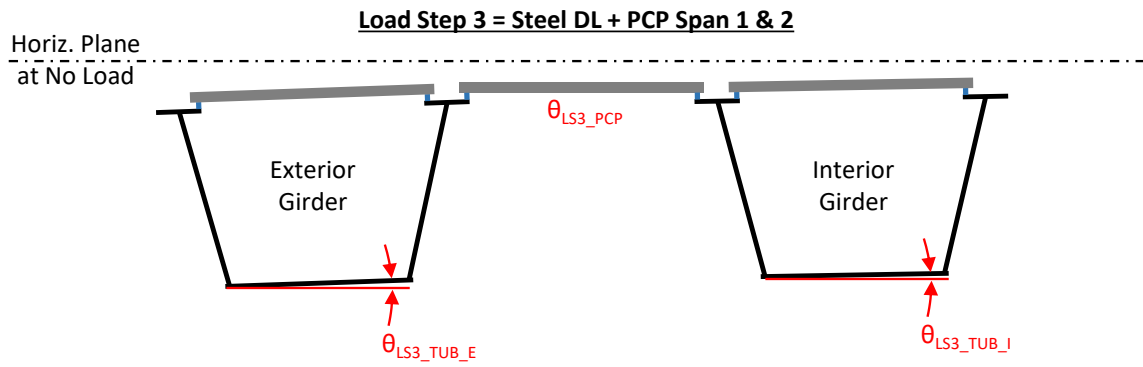 Load Step 3 = Steel DL + PCP Span 1 & 2
Horiz. Plane
at No Load
θLS3_PCP
Exterior
Girder
Interior
Girder
θLS3_TUB_E
θLS3_TUB_I